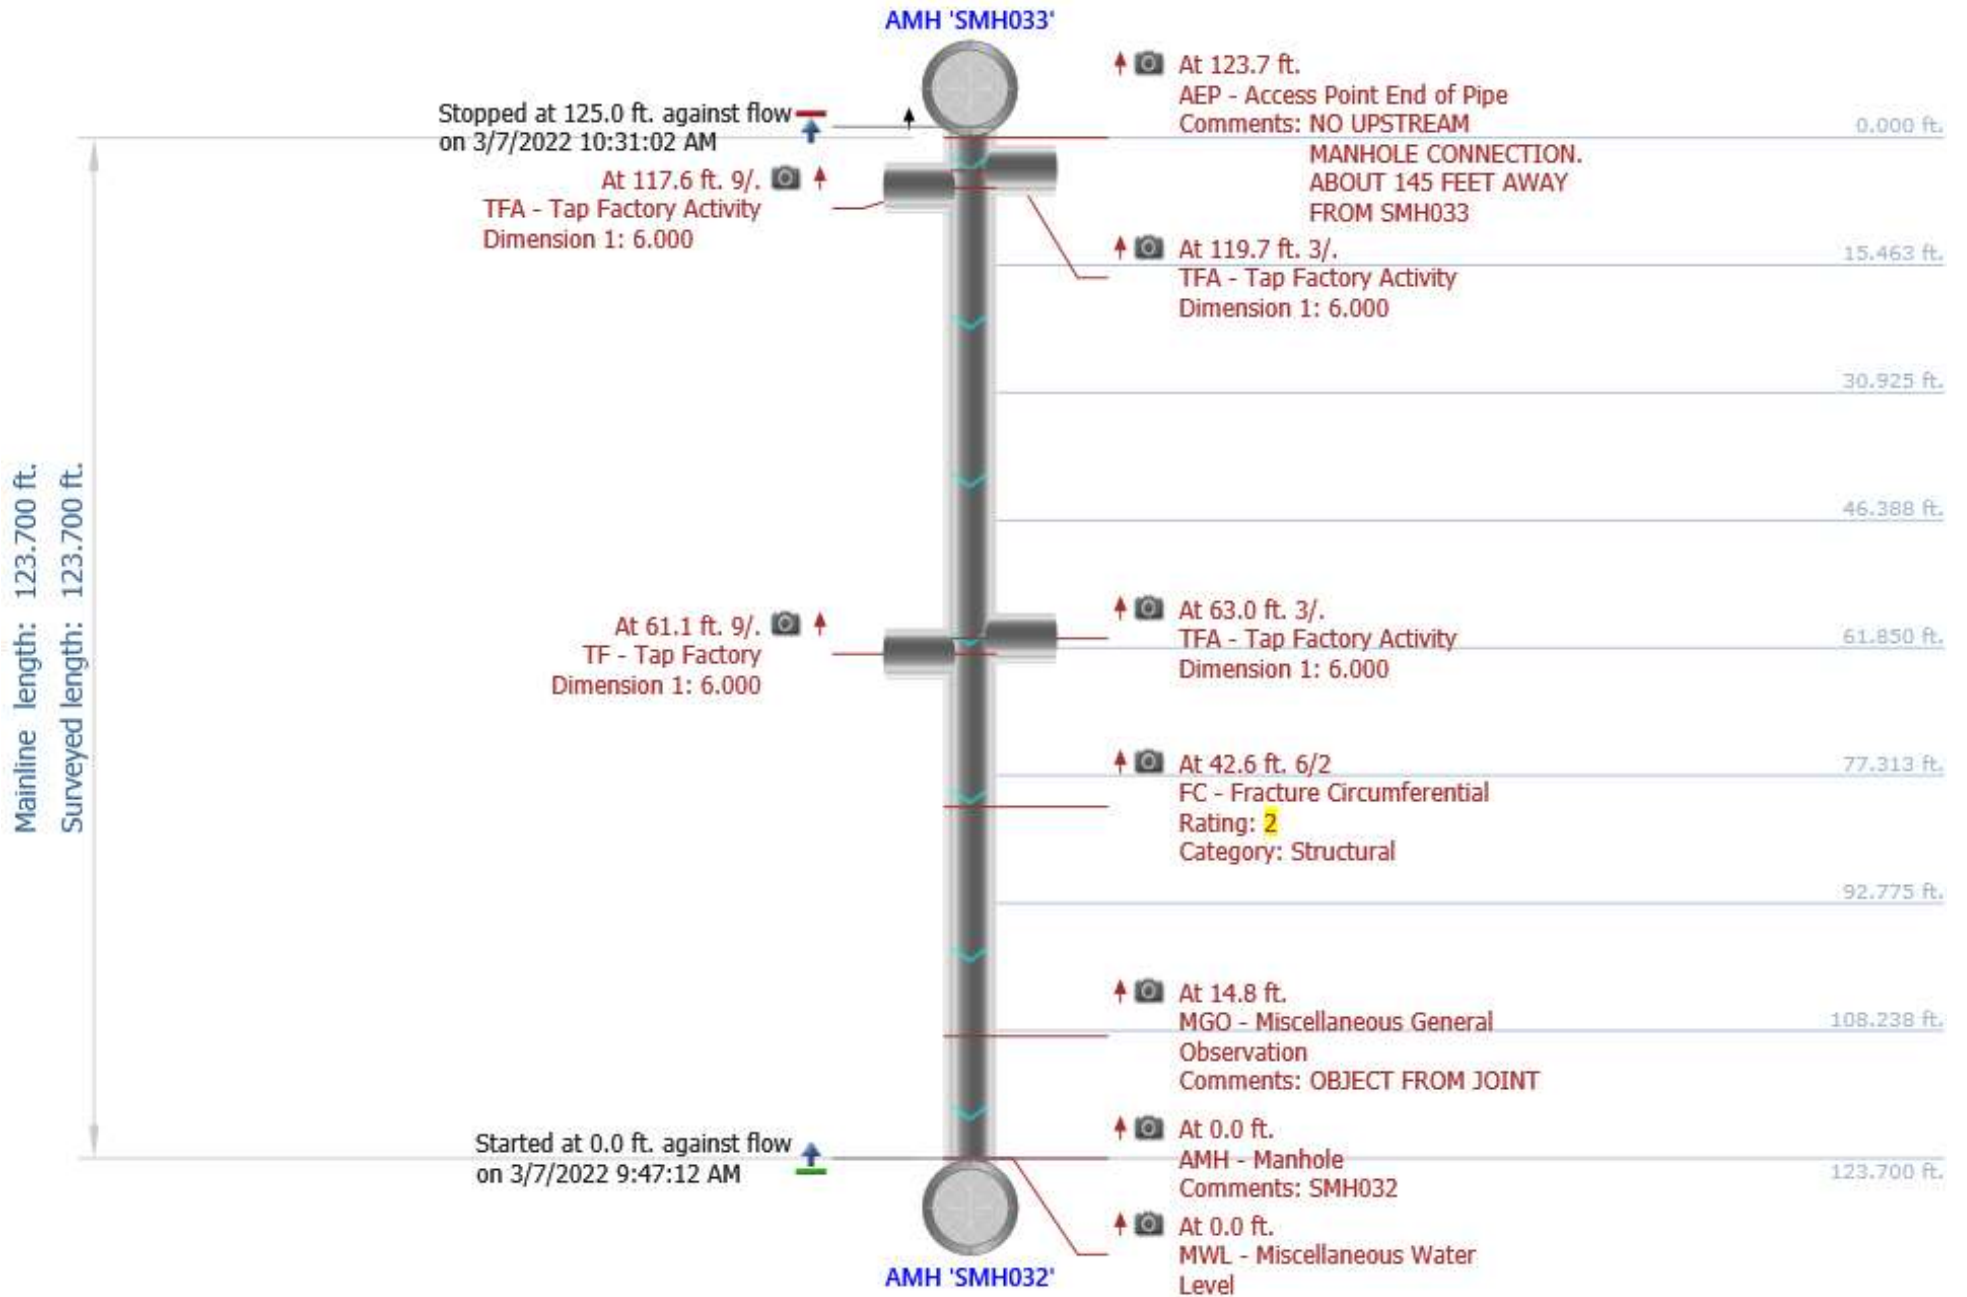 AMH 'SMH033'
Stopped at 125.0 ft. against flow
on 3/7/2022 10:31:02 AM
At 123.7 ft.
AEP - Access Point End of Pipe
Comments: NO UPSTREAM
MANHOLE CONNECTION.
ABOUT 145 FEET AWAY
FROM SMH033
0.000 ft.
At 117.6 ft. 9/.
TFA - Tap Factory Activity
Dimension 1: 6.000
At 119.7 ft. 3/.
TFA - Tap Factory Activity
Dimension 1: 6.000
15.463 ft.
30.925 ft.
46.388 ft.
Mainline length: 123.700 ft.
Surveyed length: 123.700 ft.
At 61.1 ft. 9/.
TF - Tap Factory
Dimension 1: 6.000
At 63.0 ft. 3/.
TFA - Tap Factory Activity
Dimension 1: 6.000
61.850 ft.
At 42.6 ft. 6/2
FC - Fracture Circumferential
Rating: 2
Category: Structural
77.313 ft.
92.775 ft.
At 14.8 ft.
MGO - Miscellaneous General
Observation
Comments: OBJECT FROM JOINT
108.238 ft.
Started at 0.0 ft. against flow
on 3/7/2022 9:47:12 AM
At 0.0 ft.
AMH - Manhole
Comments: SMH032
123.700 ft.
At 0.0 ft.
MWL - Miscellaneous Water
Level
AMH 'SMH032'